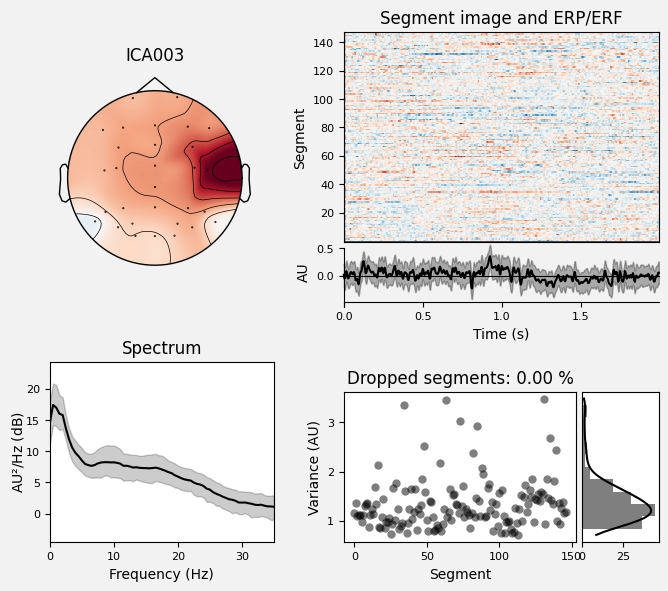 ICA003
Segment image and ERP/ERF
Segment
140
120
100
80
60
40
20
AU
0.5
0.0
0.0 0.5 1.0 1.5
Time (s)
Spectrum
AU²/Hz (dB)
20
15
10
5
0
0 10 20 30
Frequency (Hz)
Dropped segments: 0.00 %
Variance (AU)
3
2
1
0 50 100 150
Segment
0 25